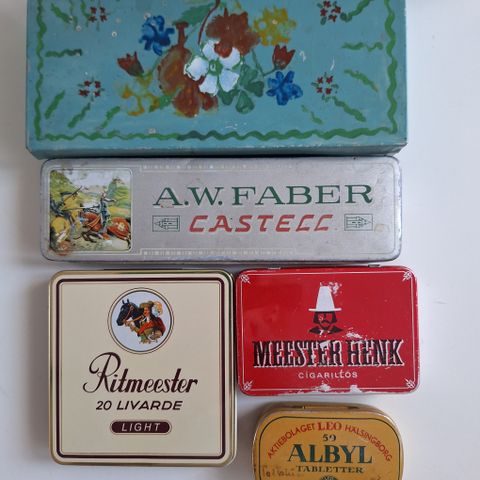 A.W. FABER
CASTELL
Ritmeester
20 LIVARDE
LIGHT
MEESTER HENK
CIGARILLOS
AKTIEBOLAGET LEO HÄLSINGBORG
50
ALBYL
TABLETTER